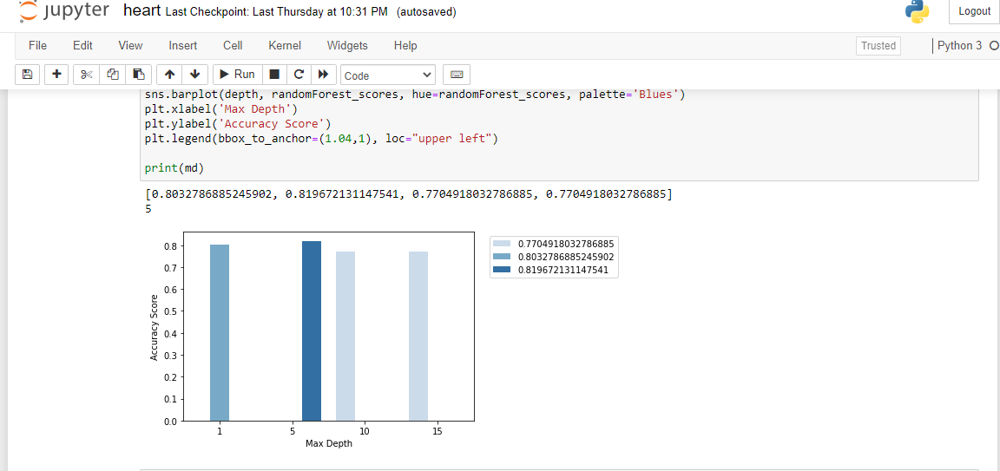 jupyter heart Last Checkpoint: Last Thursday at 10:31 PM (autosaved)
Logout
File Edit View Insert Cell Kernel Widgets Help
Trusted
Python 3
Run
Code
sns.barplot(depth, randomForest_scores, hue=randomForest_scores, palette='Blues')
plt.xlabel('Max Depth')
plt.ylabel('Accuracy Score')
plt.legend(bbox_to_anchor=(1.04,1), loc="upper left")
print(md)
[0.8032786885245902, 0.819672131147541, 0.7704918032786885, 0.7704918032786885]
5
0.8
0.7
0.6
0.5
0.4
0.3
0.2
0.1
0.0
Accuracy Score
1 5 10 15
Max Depth
0.7704918032786885
0.8032786885245902
0.819672131147541